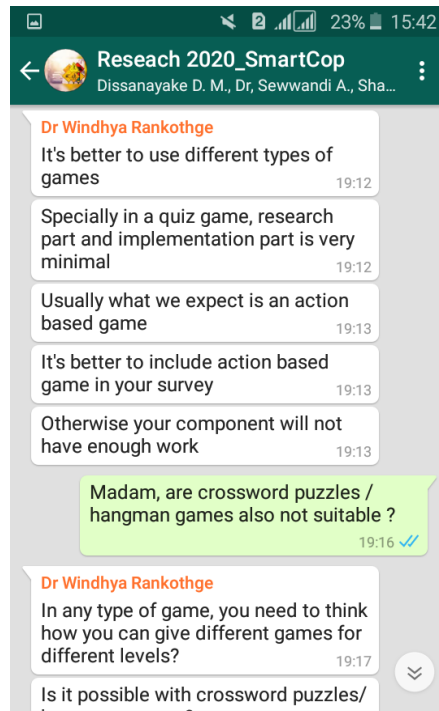 2 23% 15:42
Reseach 2020_SmartCop
Dissanayake D. M., Dr, Sewwandi A., Sha...
Dr Windhya Rankothge
It's better to use different types of
games
19:12
Specially in a quiz game, research
part and implementation part is very
minimal
19:12
Usually what we expect is an action
based game
19:13
It's better to include action based
game in your survey
19:13
Otherwise your component will not
have enough work
19:13
Madam, are crossword puzzles /
hangman games also not suitable ?
19:16
Dr Windhya Rankothge
In any type of game, you need to think
how you can give different games for
different levels?
19:17
Is it possible with crossword puzzles/